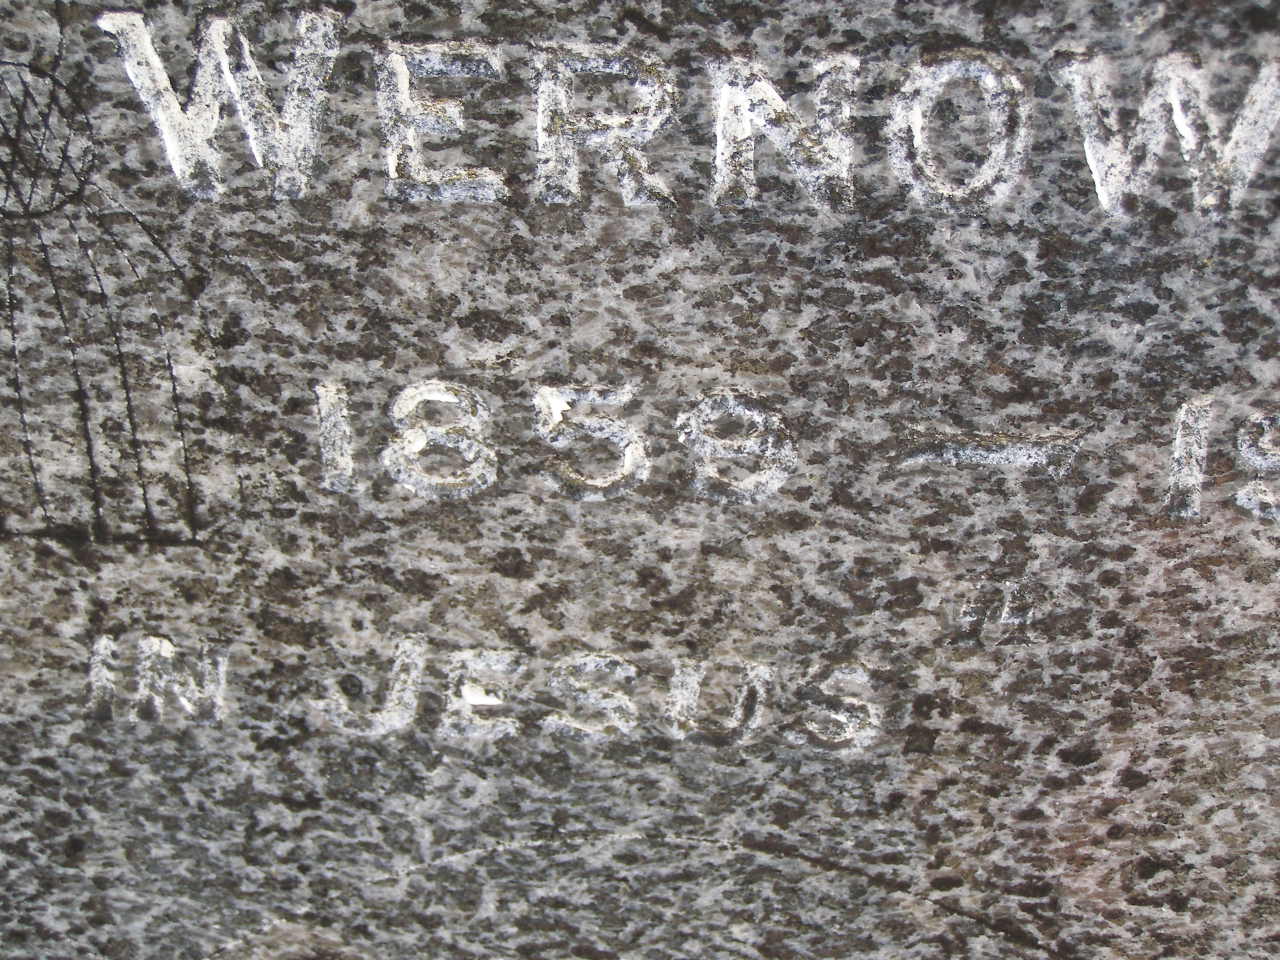 WERNOW
1858 — 19
IN JESUS